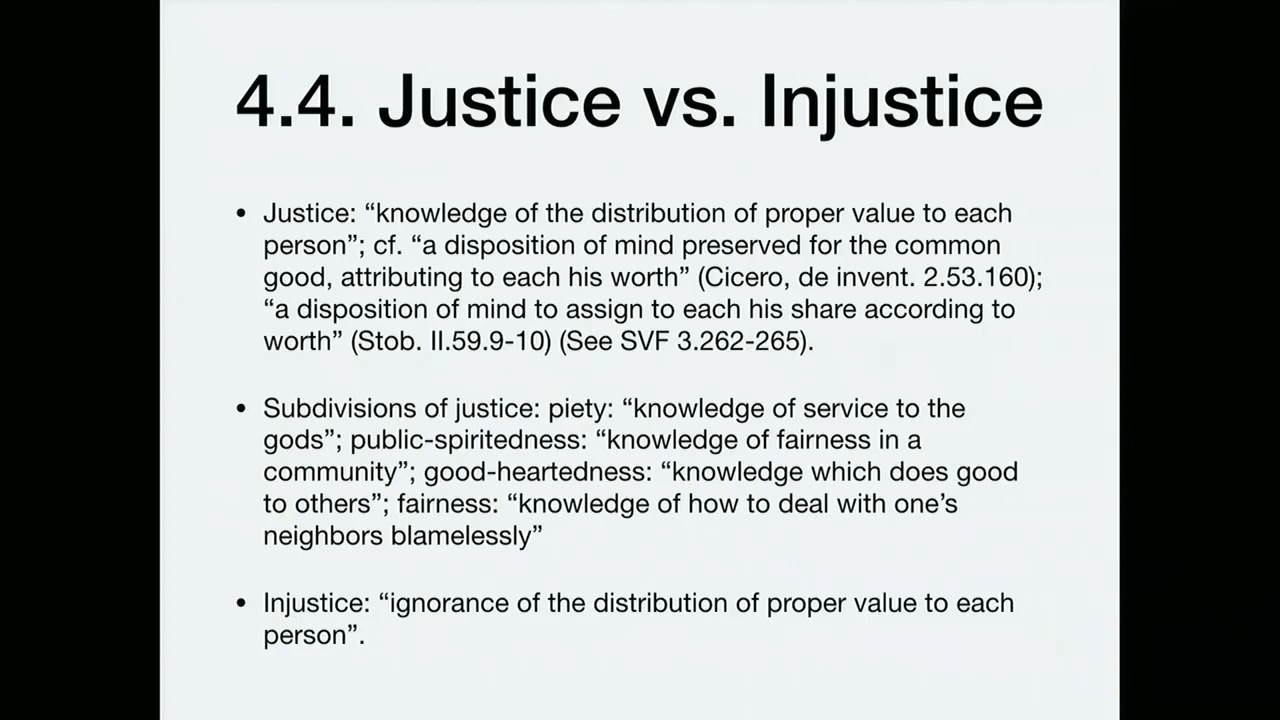 4.4. Justice vs. Injustice
• Justice: “knowledge of the distribution of proper value to each
person”; cf. “a disposition of mind preserved for the common
good, attributing to each his worth” (Cicero, de invent. 2.53.160);
“a disposition of mind to assign to each his share according to
worth” (Stob. II.59.9-10) (See SVF 3.262-265).
• Subdivisions of justice: piety: “knowledge of service to the
gods”; public-spiritedness: “knowledge of fairness in a
community”; good-heartedness: “knowledge which does good
to others”; fairness: “knowledge of how to deal with one’s
neighbors blamelessly”
• Injustice: “ignorance of the distribution of proper value to each
person”.